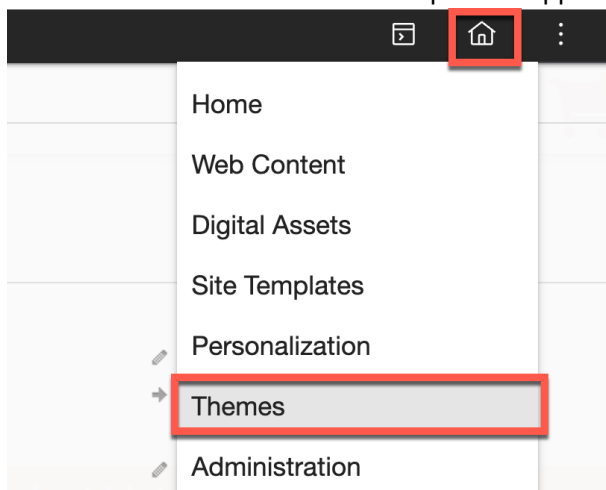 Home
Web Content
Digital Assets
Site Templates
Personalization
Themes
Administration